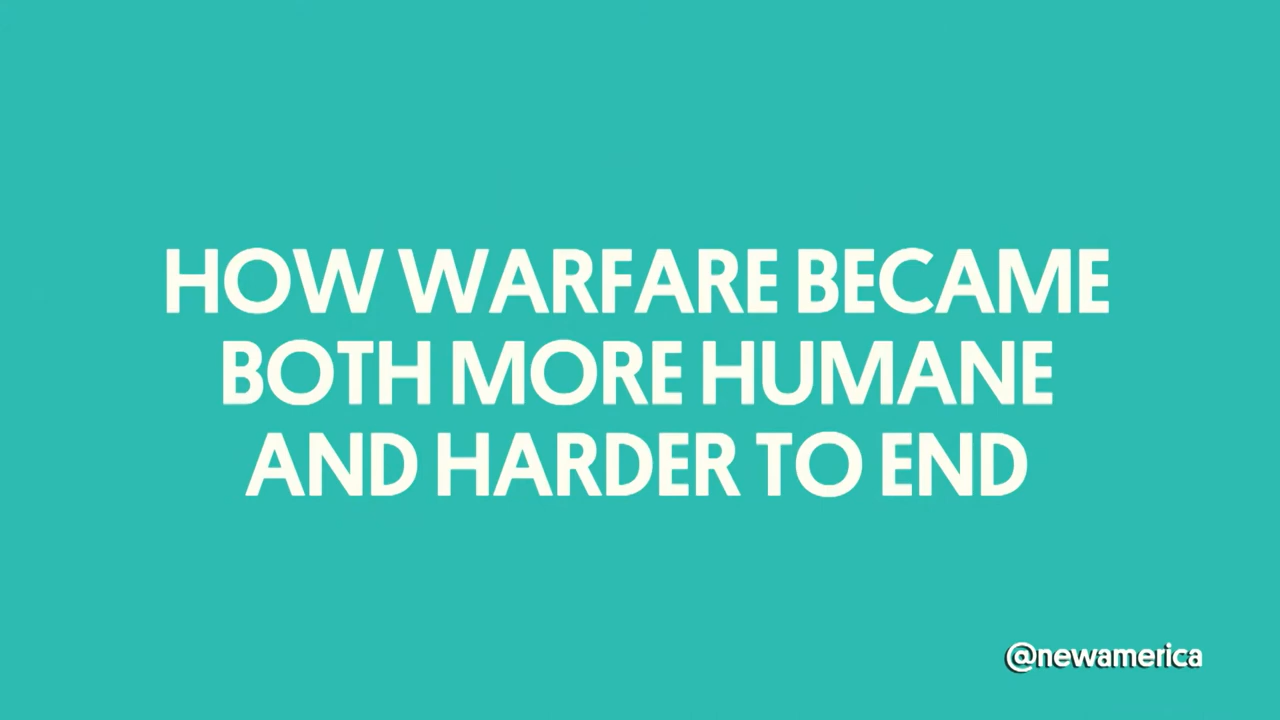 HOW WARFARE BECAME
BOTH MORE HUMANE
AND HARDER TO END
@newamerica